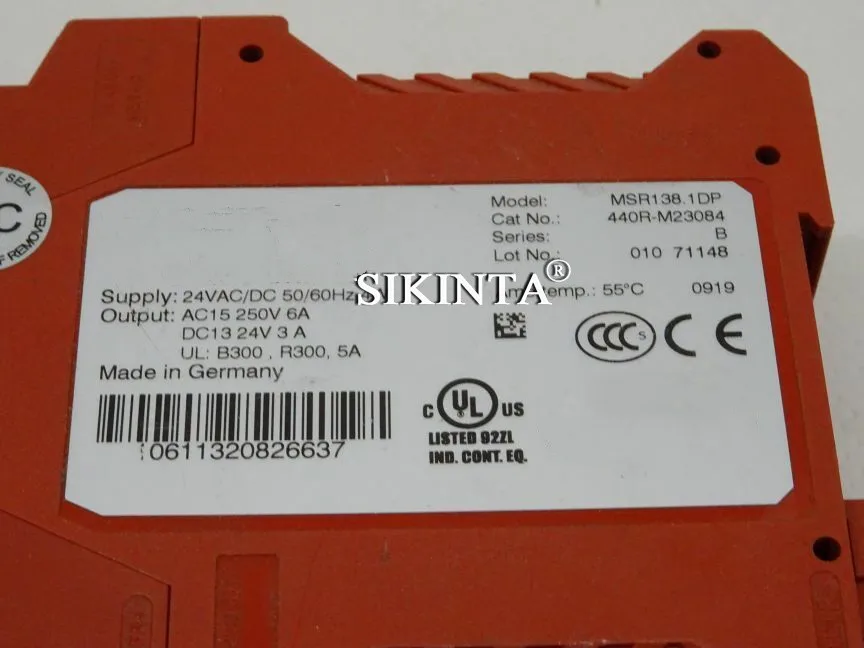 SEAL
C
F REMOVED
Model: MSR138.1DP
Cat No.: 440R-M23084
Series: B
Lot No.: 010 71148
SIKINTA®
Supply: 24VAC/DC 50/60Hz
temp.: 55°C 0919
Output: AC15 250V 6A
DC13 24V 3 A
UL: B300 , R300, 5A
Made in Germany
CCC CE
0611320826637
C UL US
LISTED 92ZL
IND. CONT. EQ.